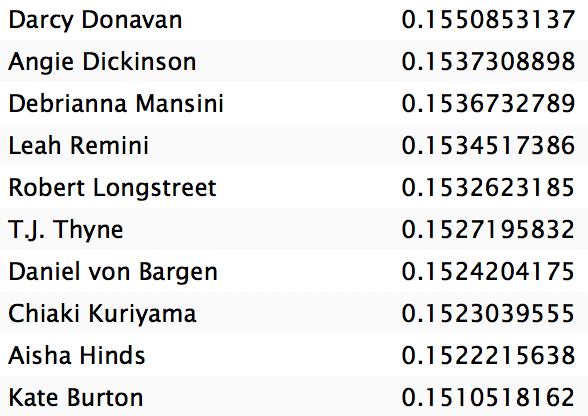 Darcy Donavan 0.1550853137
Angie Dickinson 0.1537308898
Debrianna Mansini 0.1536732789
Leah Remini 0.1534517386
Robert Longstreet 0.1532623185
T.J. Thyne 0.1527195832
Daniel von Bargen 0.1524204175
Chiaki Kuriyama 0.1523039555
Aisha Hinds 0.1522215638
Kate Burton 0.1510518162